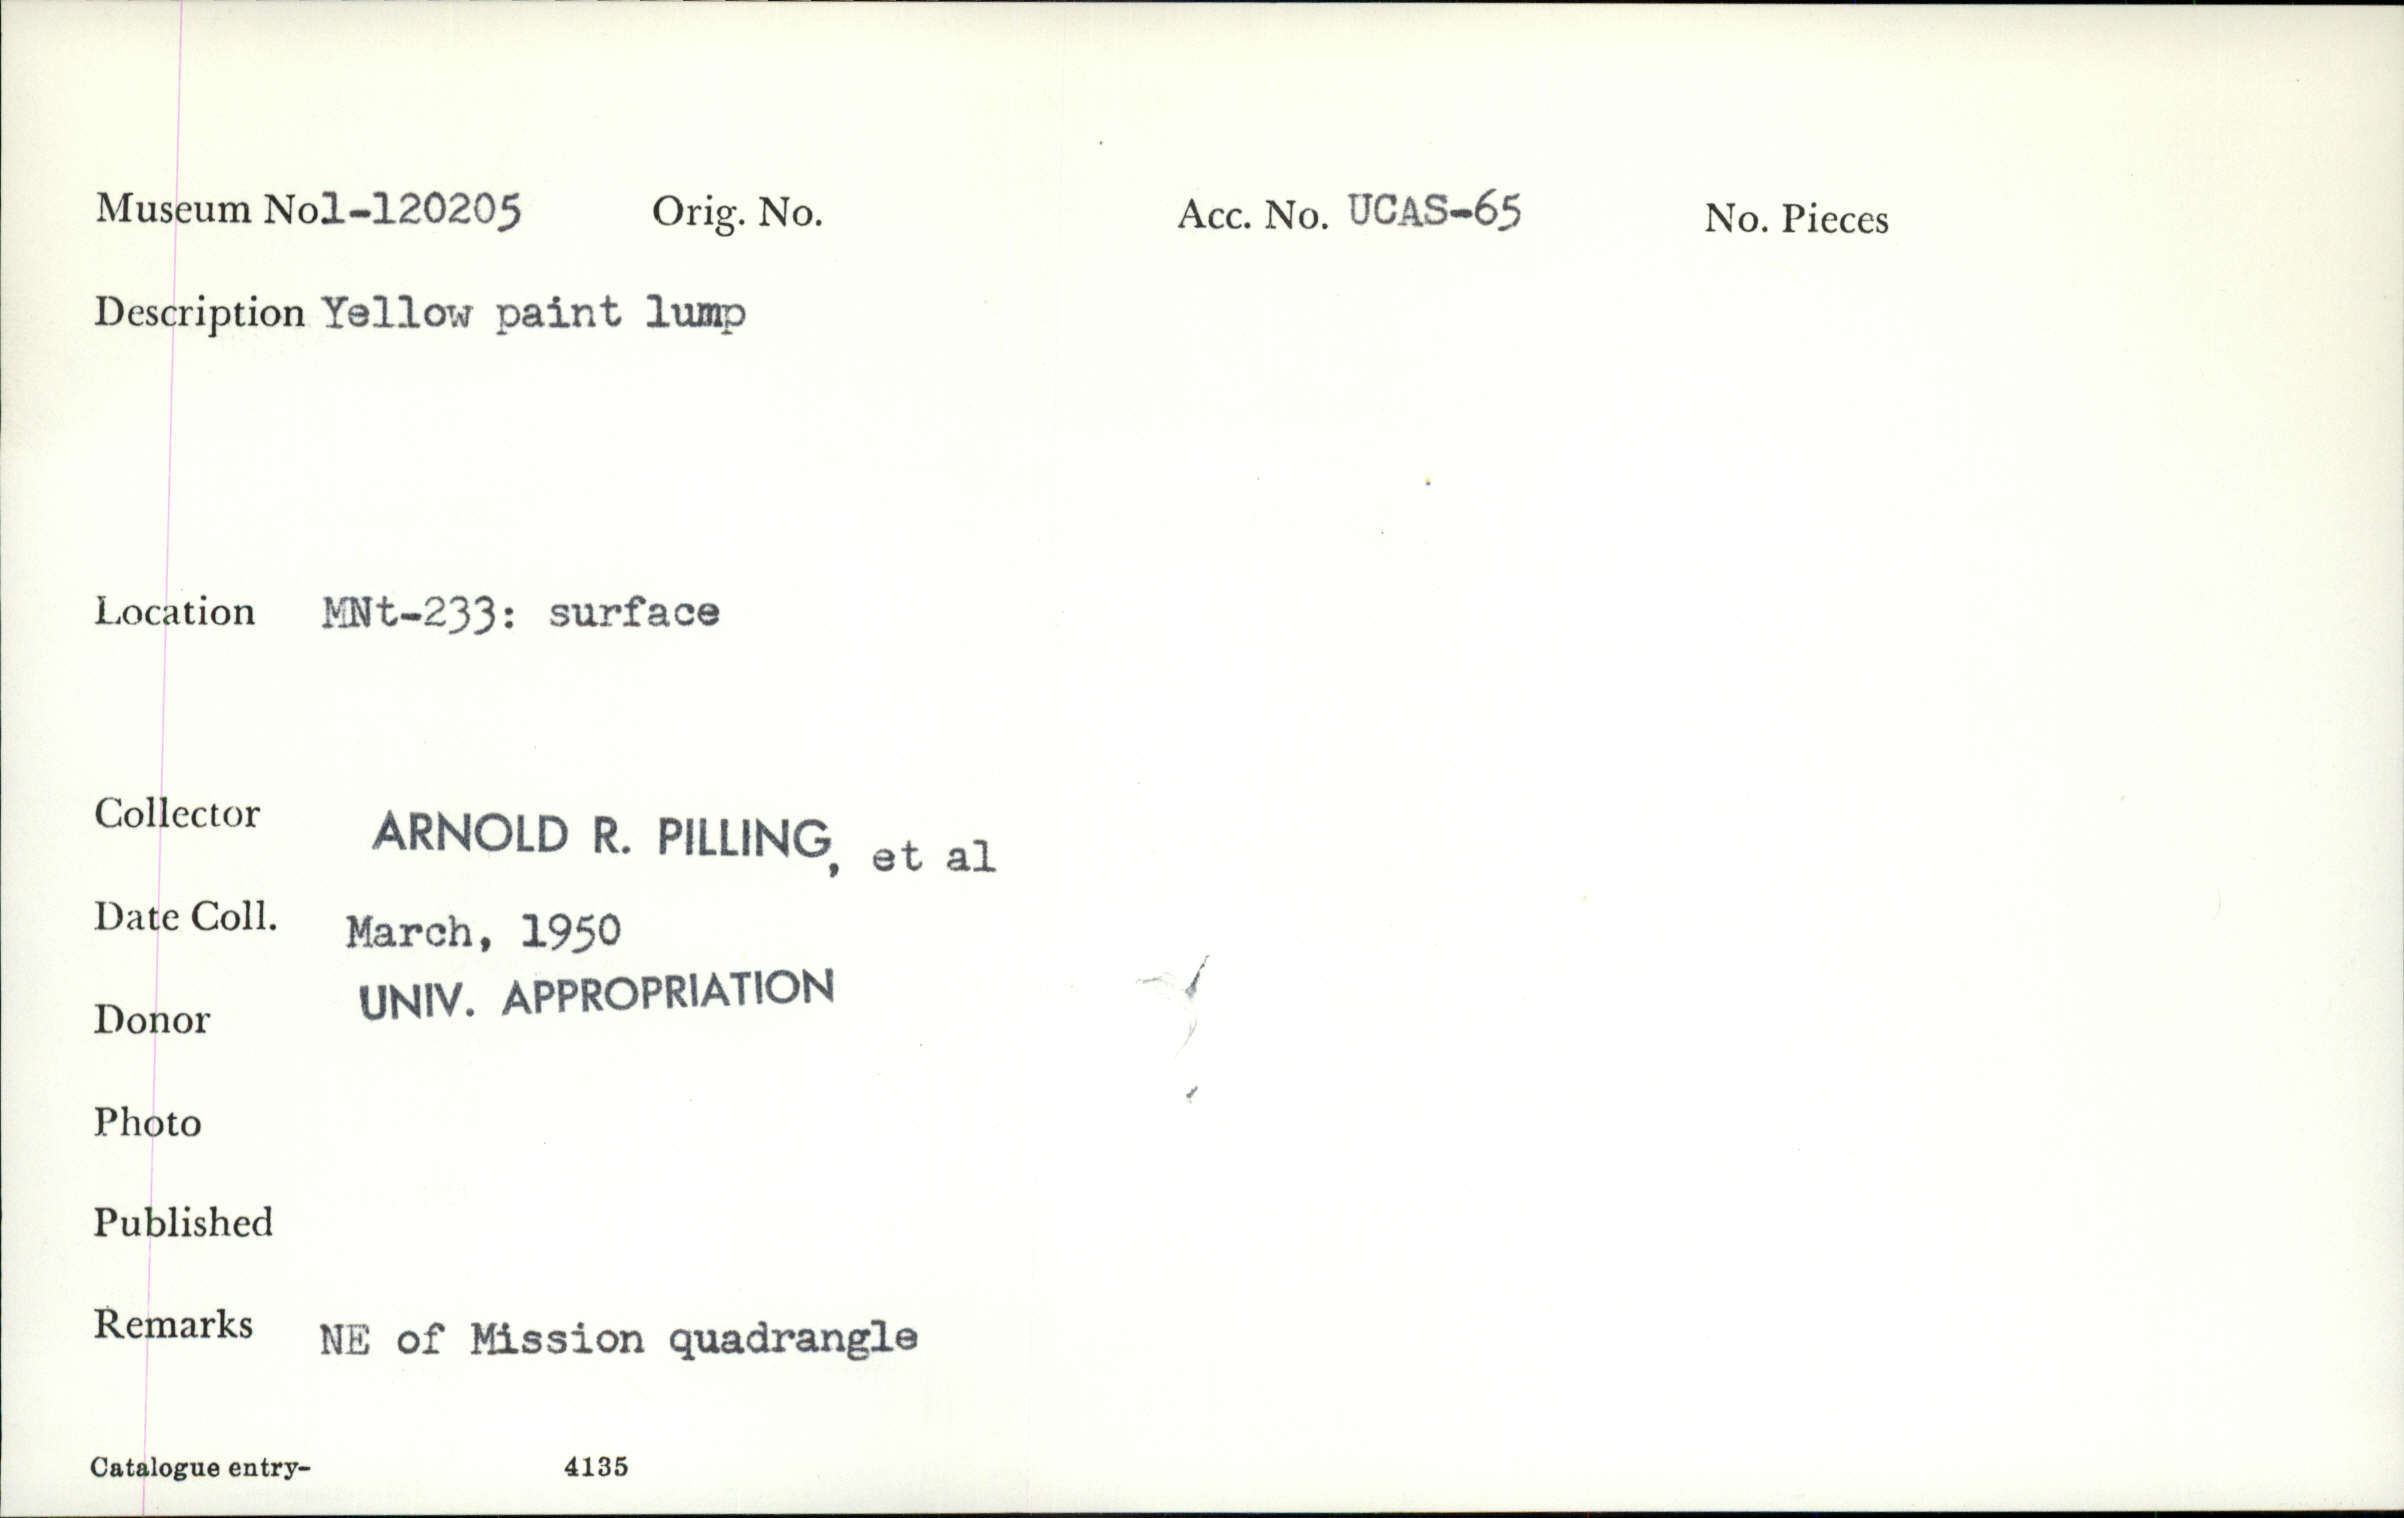 Museum No1-120205 Orig. No. Acc. No. UCAS-65 No. Pieces
Description Yellow paint lump
Location MNt-233: surface
Collector ARNOLD R. PILLING, et al
Date Coll. March, 1950
Donor UNIV. APPROPRIATION
Photo
Published
Remarks NE of Mission quadrangle
Catalogue entry- 4135